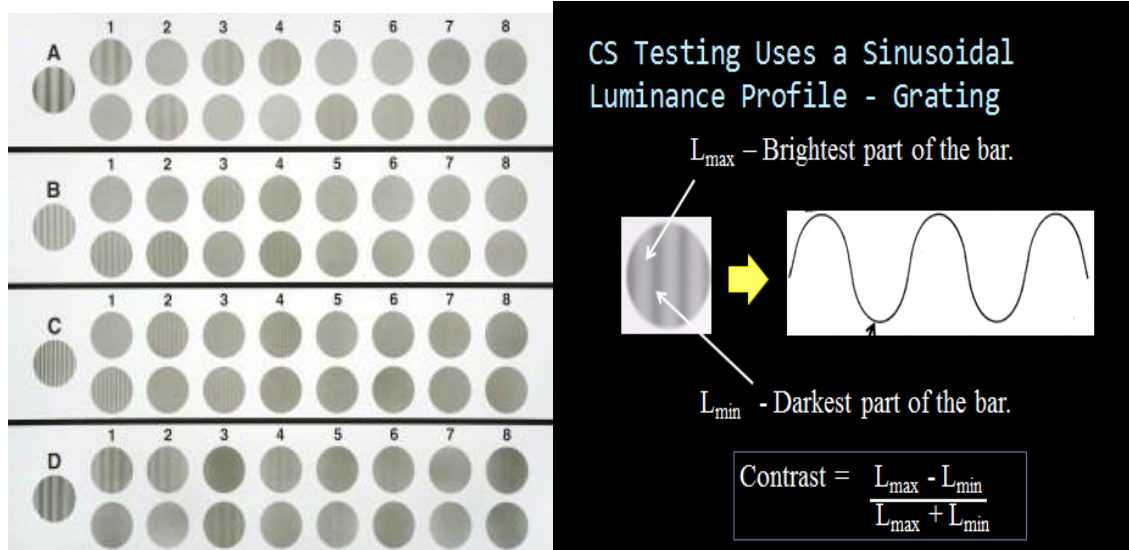 1 2 3 4 5 6 7 8
A
1 2 3 4 5 6 7 8
B
1 2 3 4 5 6 7 8
C
1 2 3 4 5 6 7 8
D
CS Testing Uses a Sinusoidal
Luminance Profile - Grating
Lmax – Brightest part of the bar.
Lmin - Darkest part of the bar.
Contrast = Lmax - Lmin
Lmax + Lmin